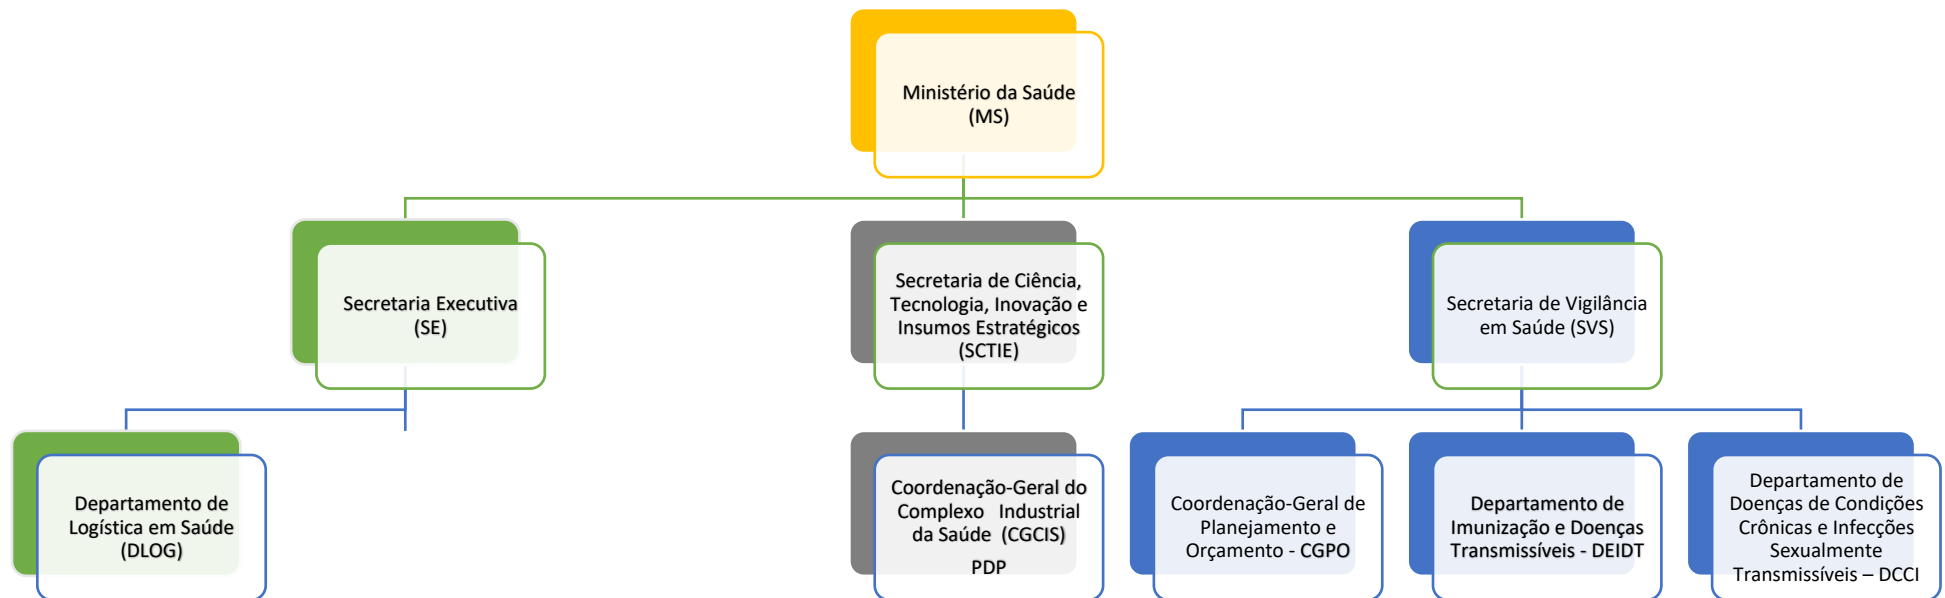 Ministério da Saúde
(MS)
Secretaria Executiva
(SE)
Secretaria de Ciência,
Tecnologia, Inovação e
Insumos Estratégicos
(SCTIE)
Secretaria de Vigilância
em Saúde (SVS)
Departamento de
Logística em Saúde
(DLOG)
Coordenação-Geral do
Complexo Industrial
da Saúde (CGCIS)
PDP
Coordenação-Geral de
Planejamento e
Orçamento - CGPO
Departamento de
Imunização e Doenças
Transmissíveis - DEIDT
Departamento de
Doenças de Condições
Crônicas e Infecções
Sexualmente
Transmissíveis – DCCI